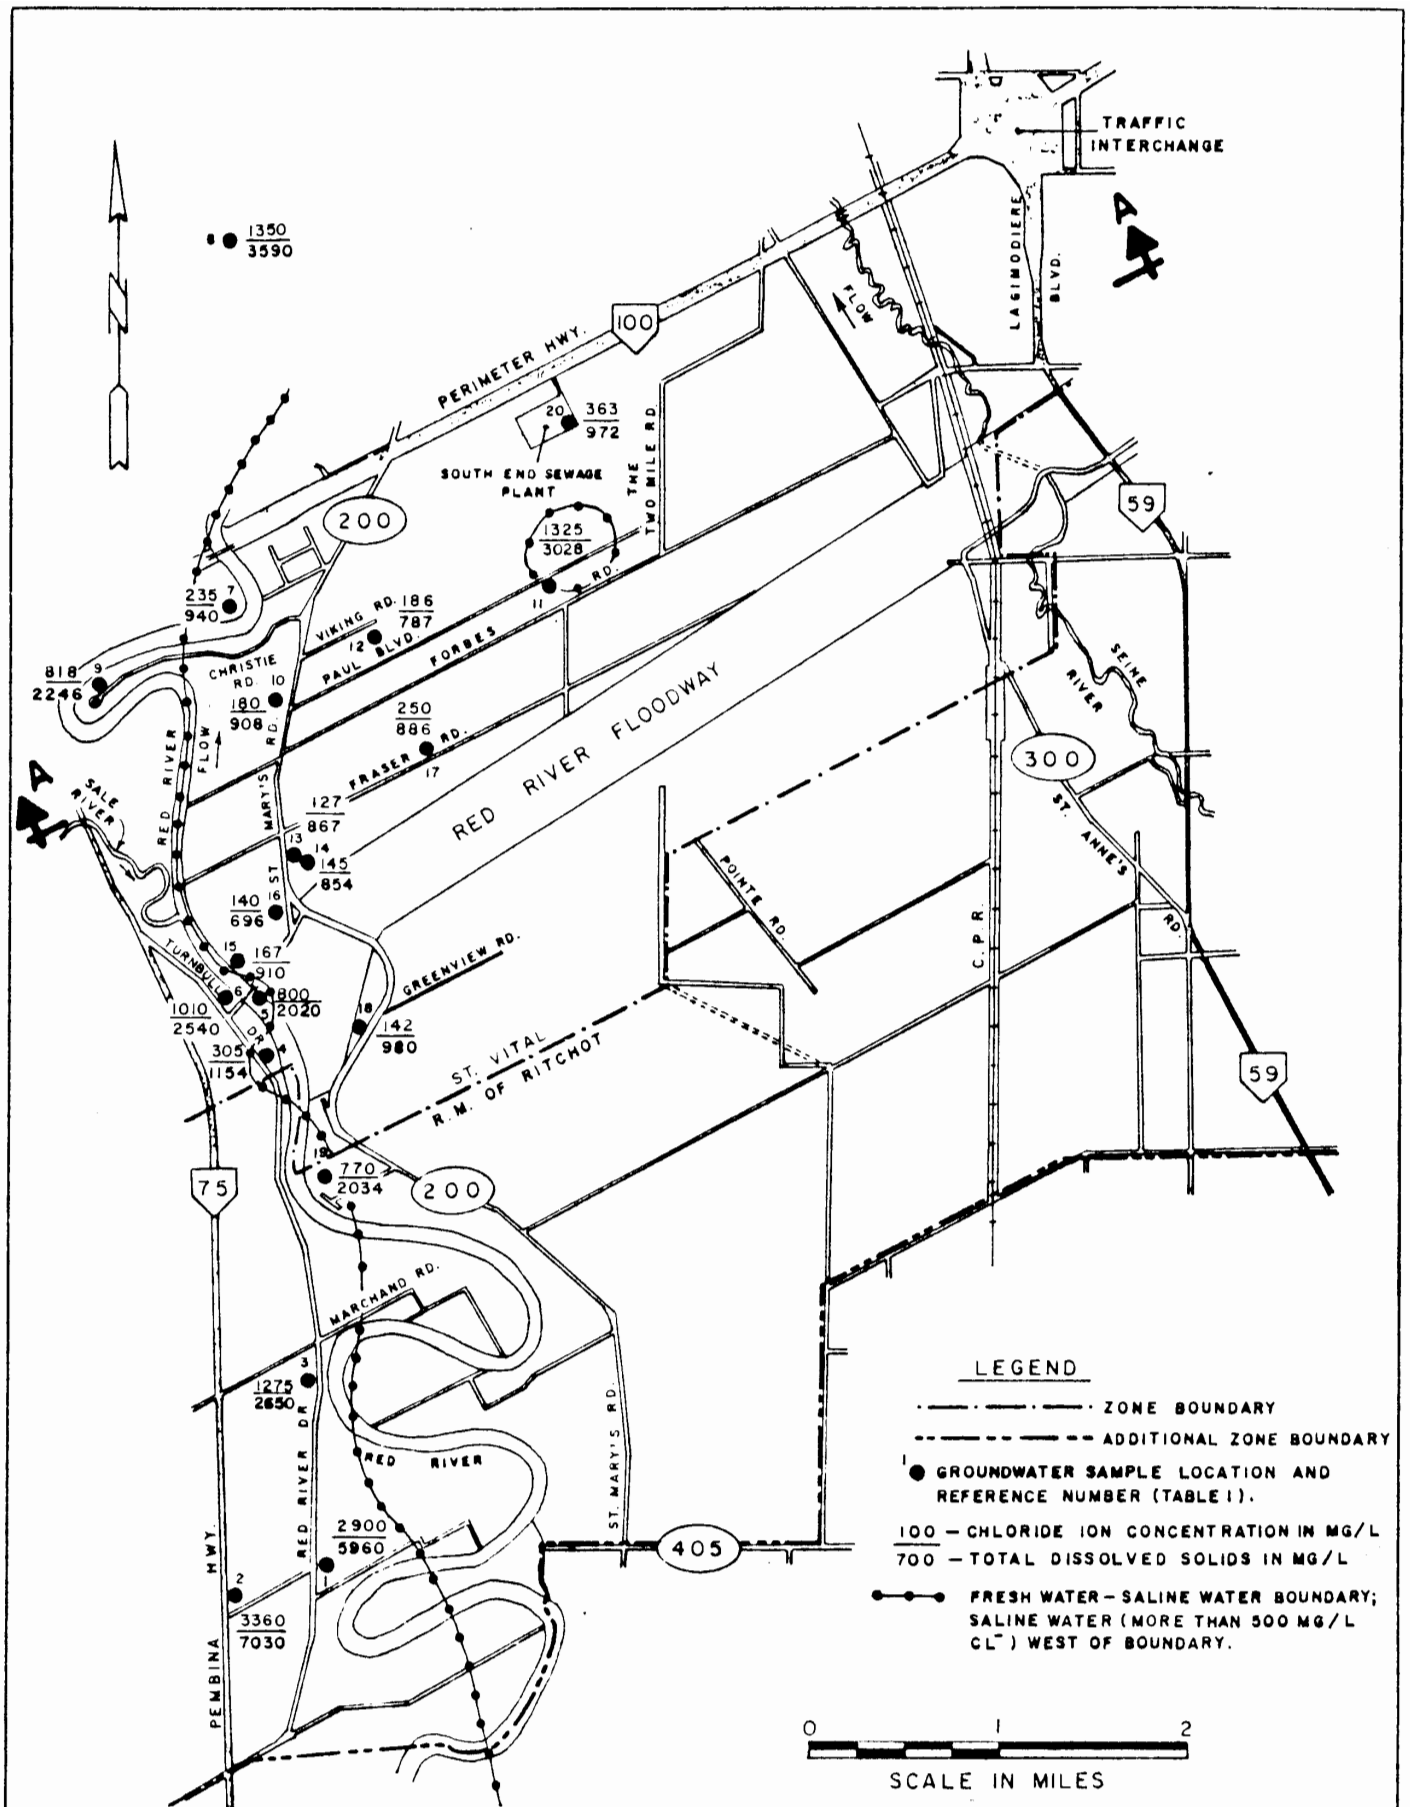 TRAFFIC
INTERCHANGE
A
LAGIMODIERE
BLVD.
N
8
1350
3590
FLOW
100
PERIMETER HWY.
20
363
972
SOUTH END SEWAGE
PLANT
THE
TWO MILE RD.
59
200
1325
3028
11
RD.
235
940
7
VIKING RD.
186
787
12
PAUL BLVD.
FORBES
SEINE
RIVER
818
2246
9
CHRISTIE
RD.
10
180
908
RD.
250
886
FRASER RD.
17
RED RIVER FLOODWAY
300
RED RIVER
FLOW
A
SALE
RIVER
MARY'S
ST
127
867
13
14
145
854
ST. ANNE'S
RD.
POINTE RD.
140
696
16
C.P.R.
TURNBULL
DR
15
167
910
6
800
2020
5
1010
2540
GREENVIEW RD.
18
142
980
305
1154
4
ST. VITAL
R.M. OF RITCHOT
59
75
19
770
2034
200
MARCHAND RD.
3
1275
2650
RED RIVER DR
RED RIVER
ST. MARY'S RD.
2900
5960
1
405
2
3360
7030
PEMBINA HWY
LEGEND
ZONE BOUNDARY
ADDITIONAL ZONE BOUNDARY
1
GROUNDWATER SAMPLE LOCATION AND
REFERENCE NUMBER (TABLE 1).
100 — CHLORIDE ION CONCENTRATION IN MG/L
700 — TOTAL DISSOLVED SOLIDS IN MG/L
FRESH WATER – SALINE WATER BOUNDARY;
SALINE WATER (MORE THAN 500 MG/L
CL⁻) WEST OF BOUNDARY.
0 1 2
SCALE IN MILES